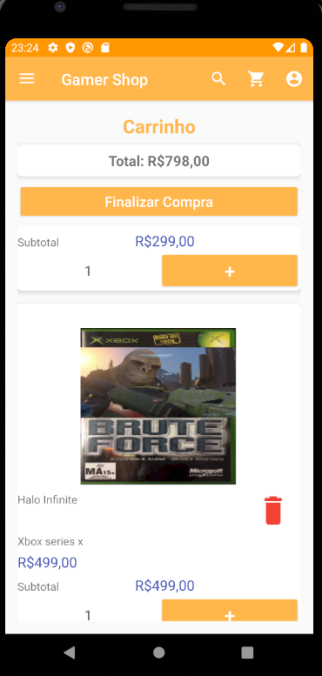 23:24
Gamer Shop
Carrinho
Total: R$798,00
Finalizar Compra
Subtotal R$299,00
1 +
XBOX X
BRUTE
FORCE
MA15+
Microsoft
Halo Infinite
Xbox series x
R$499,00
Subtotal R$499,00
1 +